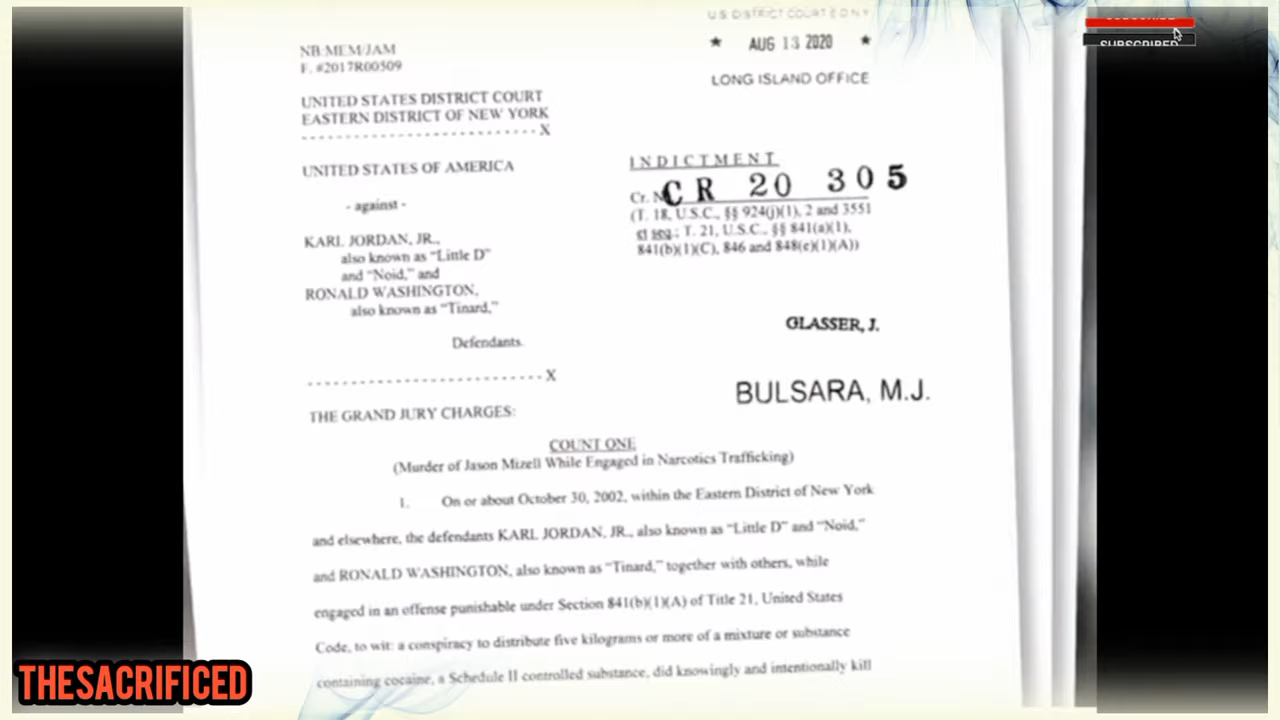 SUBSCRIBED
U.S. DISTRICT COURT E.D.N.Y.
★ AUG 13 2020 ★
LONG ISLAND OFFICE
NB:MEM/JAM
F. #2017R00509
UNITED STATES DISTRICT COURT
EASTERN DISTRICT OF NEW YORK
---------------------------X
UNITED STATES OF AMERICA
- against -
KARL JORDAN, JR.,
also known as “Little D”
and “Noid,” and
RONALD WASHINGTON,
also known as “Tinard,”
Defendants.
---------------------------X
INDICTMENT
Cr. N CR 20 305
(T. 18, U.S.C., §§ 924(j)(1), 2 and 3551
et seq.; T. 21, U.S.C., §§ 841(a)(1),
841(b)(1)(C), 846 and 848(e)(1)(A))
GLASSER, J.
BULSARA, M.J.
THE GRAND JURY CHARGES:
COUNT ONE
(Murder of Jason Mizell While Engaged in Narcotics Trafficking)
1. On or about October 30, 2002, within the Eastern District of New York
and elsewhere, the defendants KARL JORDAN, JR., also known as “Little D” and “Noid,”
and RONALD WASHINGTON, also known as “Tinard,” together with others, while
engaged in an offense punishable under Section 841(b)(1)(A) of Title 21, United States
Code, to wit: a conspiracy to distribute five kilograms or more of a mixture or substance
containing cocaine, a Schedule II controlled substance, did knowingly and intentionally kill
THESACRIFICED